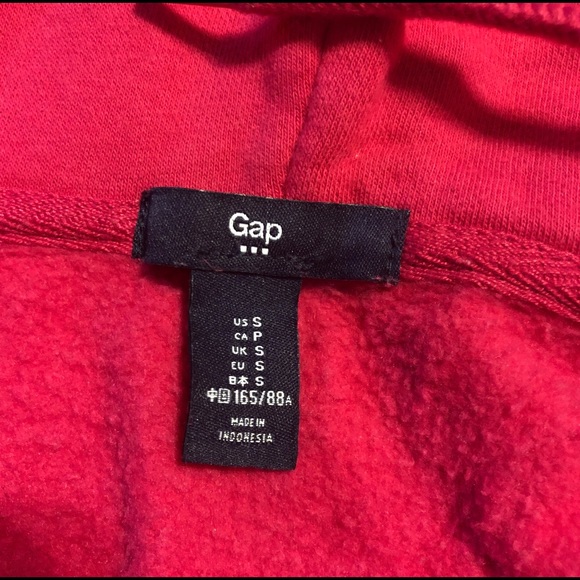 Gap
US S
CA P
UK S
EU S
日本 S
中国 165/88A
MADE IN
INDONESIA